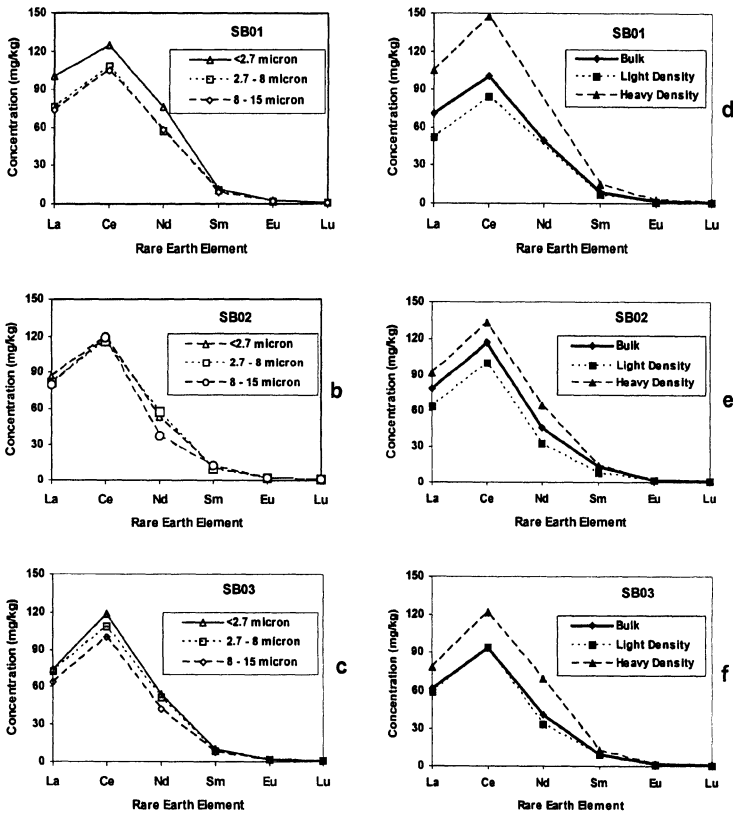 SB01
<2.7 micron
2.7 - 8 micron
8 - 15 micron
Concentration (mg/kg)
150
120
90
60
30
0
La Ce Nd Sm Eu Lu
Rare Earth Element
SB01
Bulk
Light Density
Heavy Density
Concentration (mg/kg)
150
120
90
60
30
0
La Ce Nd Sm Eu Lu
Rare Earth Element
d
SB02
<2.7 micron
2.7 - 8 micron
8 - 15 micron
Concentration (mg/kg)
150
120
90
60
30
0
La Ce Nd Sm Eu Lu
Rare Earth Element
b
SB02
Bulk
Light Density
Heavy Density
Concentration (mg/kg)
150
120
90
60
30
0
La Ce Nd Sm Eu Lu
Rare Earth Element
e
SB03
<2.7 micron
2.7 - 8 micron
8 - 15 micron
Concentration (mg/kg)
150
120
90
60
30
0
La Ce Nd Sm Eu Lu
Rare Earth Element
c
SB03
Bulk
Light Density
Heavy Density
Concentration (mg/kg)
150
120
90
60
30
0
La Ce Nd Sm Eu Lu
Rare Earth Element
f